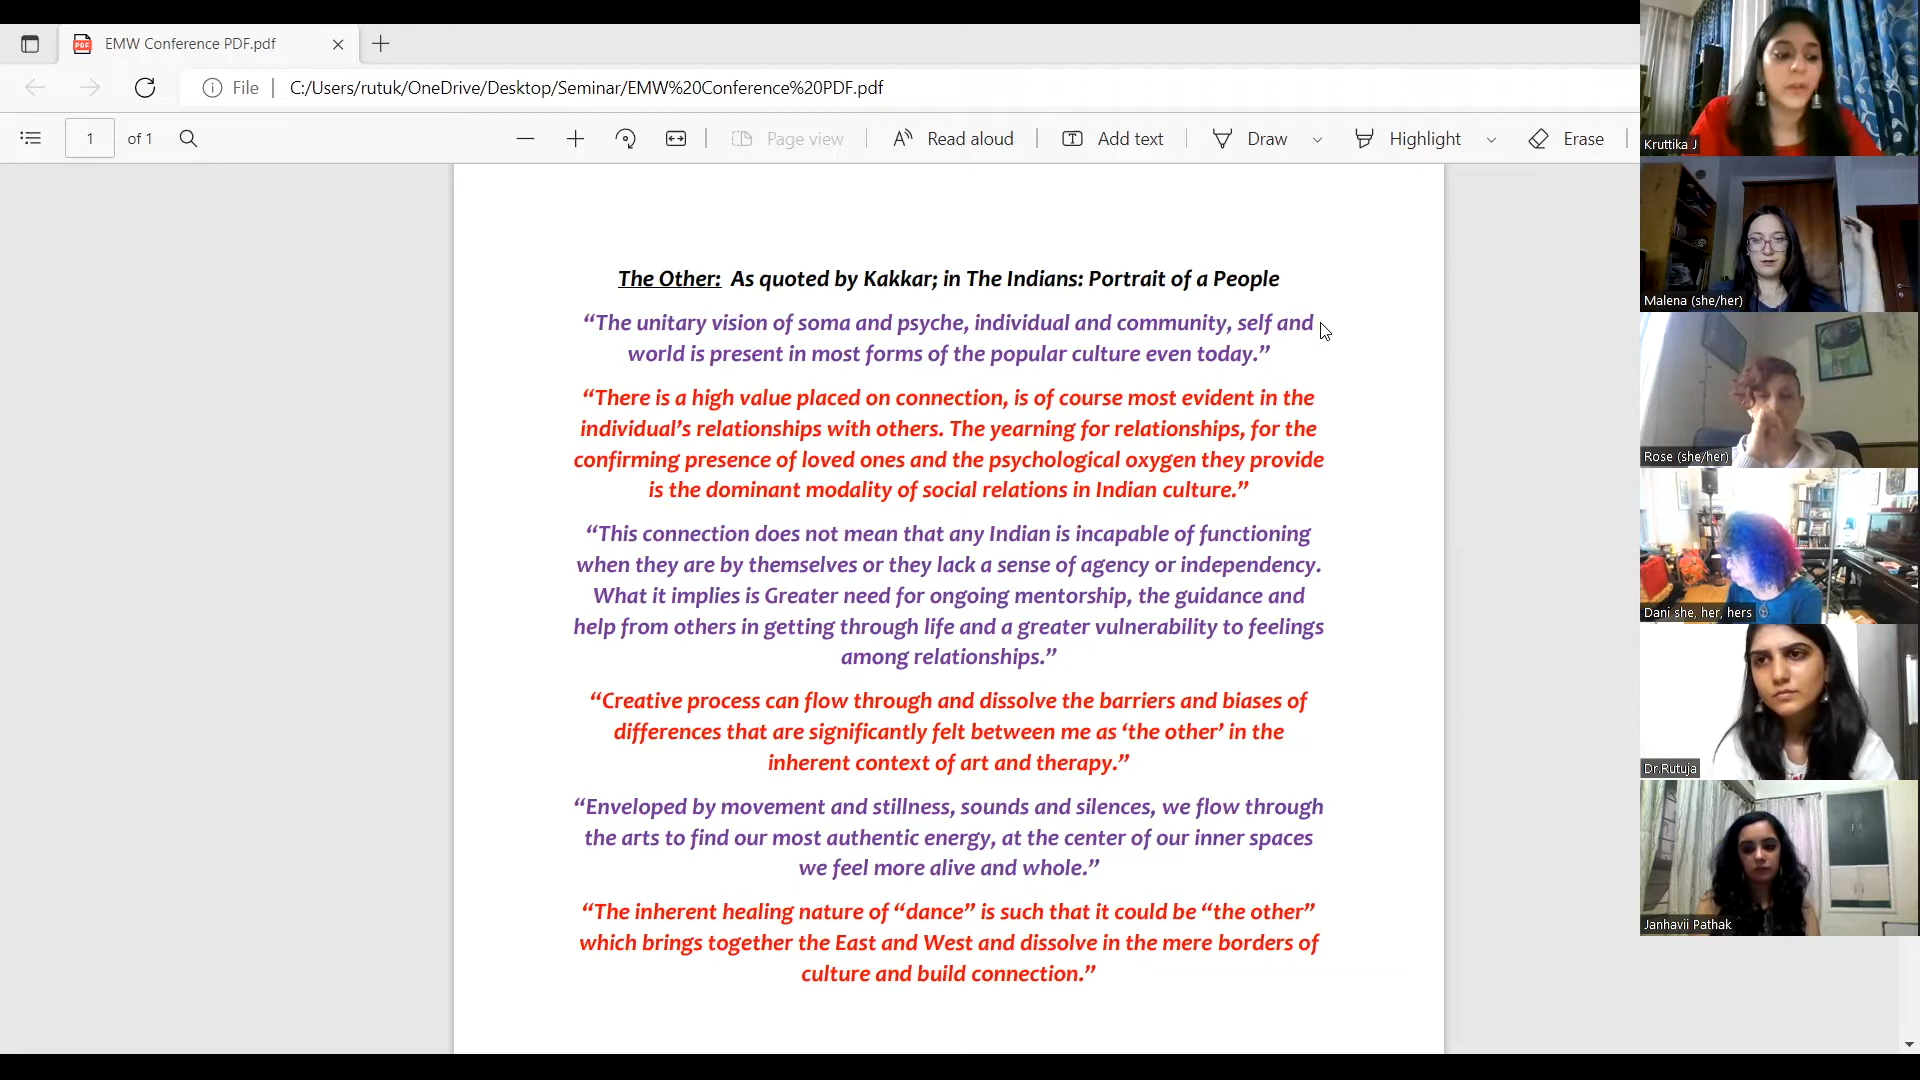 EMW Conference PDF.pdf
File
C:/Users/rutuk/OneDrive/Desktop/Seminar/EMW%20Conference%20PDF.pdf
1 of 1
Page view
Read aloud
Add text
Draw
Highlight
Erase
The Other: As quoted by Kakkar; in The Indians: Portrait of a People
“The unitary vision of soma and psyche, individual and community, self and
world is present in most forms of the popular culture even today.”
“There is a high value placed on connection, is of course most evident in the
individual’s relationships with others. The yearning for relationships, for the
confirming presence of loved ones and the psychological oxygen they provide
is the dominant modality of social relations in Indian culture.”
“This connection does not mean that any Indian is incapable of functioning
when they are by themselves or they lack a sense of agency or independency.
What it implies is Greater need for ongoing mentorship, the guidance and
help from others in getting through life and a greater vulnerability to feelings
among relationships.”
“Creative process can flow through and dissolve the barriers and biases of
differences that are significantly felt between me as ‘the other’ in the
inherent context of art and therapy.”
“Enveloped by movement and stillness, sounds and silences, we flow through
the arts to find our most authentic energy, at the center of our inner spaces
we feel more alive and whole.”
“The inherent healing nature of “dance” is such that it could be “the other”
which brings together the East and West and dissolve in the mere borders of
culture and build connection.”
Kruttika J
Malena (she/her)
Rose (she/her)
Dani she, her, hers
Dr.Rutuja
Janhavii Pathak